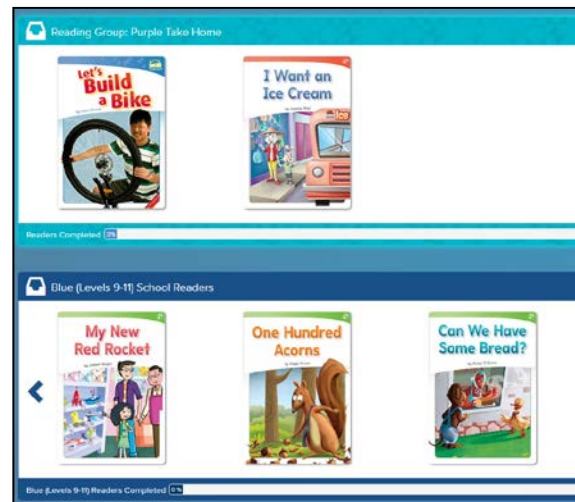 Reading Group: Purple Take Home
Let's
Build
a Bike
I Want an
Ice Cream
Ice
Readers Completed 0%
Blue (Levels 9-11) School Readers
My New
Red Rocket
One Hundred
Acorns
Can We Have
Some Bread?
Blue (Levels 9-11) Readers Completed 0%